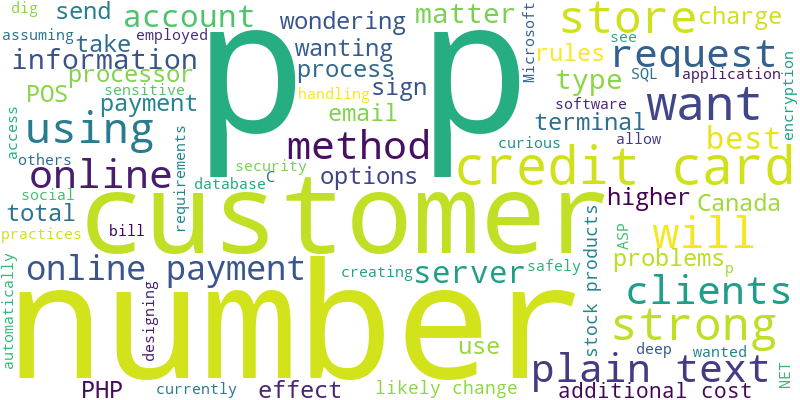 dig
send
account
p p
wondering
matter
store
charge
assuming
take
employed
wanting
Microsoft
see
rules
request
information
process
processor
sensitive
sign
type
SQL
application
encryption
POS
payment
handling
email
software
want
access
using
requirements
method
terminal
allow
others
online
security
curious
best
database
C
options
credit card
social
customer
higher
Canada
total
practices
bill
will
ASP
stock products
problems
p
automatically
online payment
creating
server
safely
clients
designing
number
strong
use
deep
wanted
plain text
NET
PHP
currently
effect
likely change
additional cost